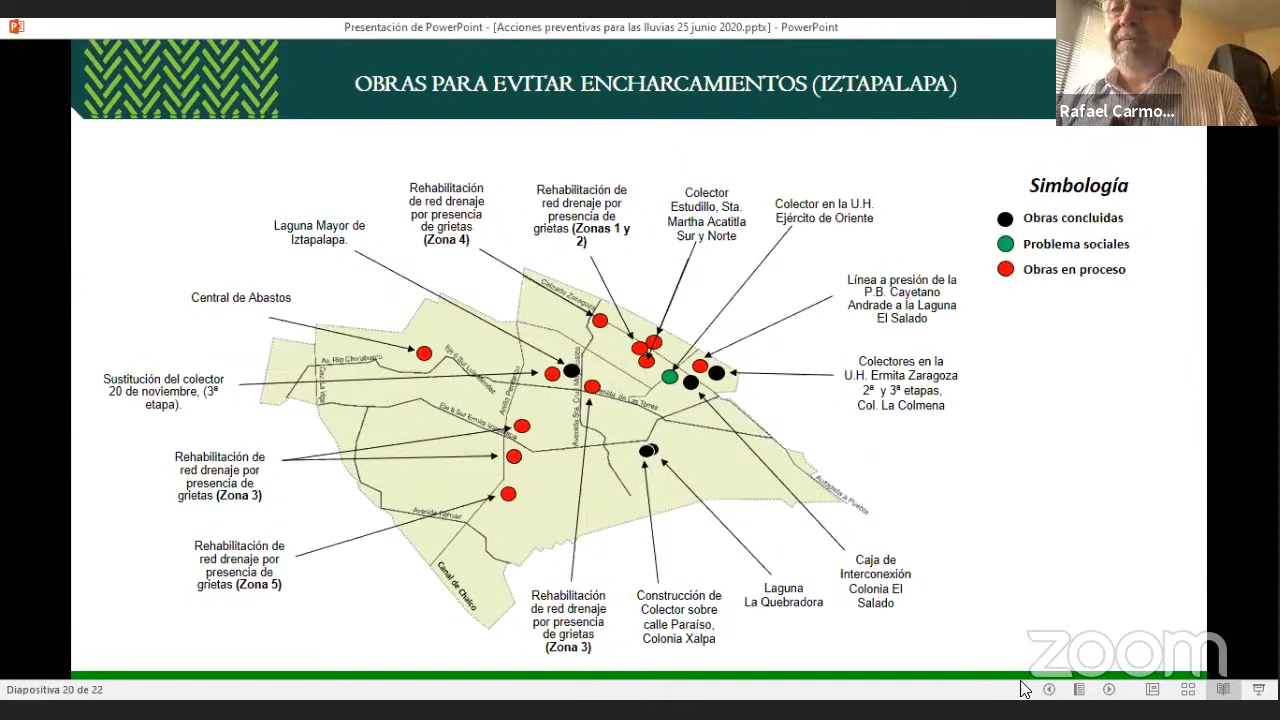 Presentación de PowerPoint - [Acciones preventivas para las lluvias 25 junio 2020.pptx] - PowerPoint
OBRAS PARA EVITAR ENCHARCAMIENTOS (IZTAPALAPA)
Rafael Carmo...
Simbología
Obras concluidas
Problema sociales
Obras en proceso
Rehabilitación
de red drenaje
por presencia
de grietas
(Zona 4)
Rehabilitación de
red drenaje por
presencia de
grietas (Zonas 1 y
2)
Colector
Estudillo, Sta.
Martha Acatitla
Sur y Norte
Colector en la U.H.
Ejército de Oriente
Laguna Mayor de
Iztapalapa.
Central de Abastos
Línea a presión de la
P.B. Cayetano
Andrade a la Laguna
El Salado
Sustitución del colector
20 de noviembre, (3ª
etapa).
Colectores en la
U.H. Ermita Zaragoza
2ª y 3ª etapas,
Col. La Colmena
Rehabilitación de
red drenaje por
presencia de
grietas (Zona 3)
Rehabilitación de
red drenaje por
presencia de
grietas (Zona 5)
Rehabilitación
de red drenaje
por presencia
de grietas
(Zona 3)
Construcción de
Colector sobre
calle Paraíso,
Colonia Xalpa
Laguna
La Quebradora
Caja de
Interconexión
Colonia El
Salado
Calzada Zaragoza
Av. Río Churubusco
Autopista a Puebla
Canal de Chalco
zoom
Diapositiva 20 de 22